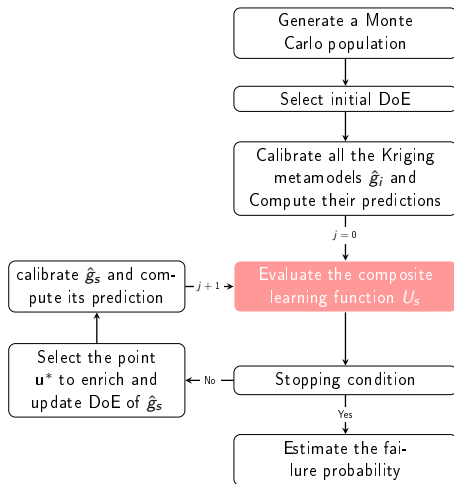 Generate a Monte
Carlo population
Select initial DoE
Calibrate all the Kriging
metamodels ĝᵢ and
Compute their predictions
j = 0
calibrate ĝₛ and com-
pute its prediction
j + 1
Evaluate the composite
learning function Uₛ
Select the point
u* to enrich and
update DoE of ĝₛ
No
Stopping condition
Yes
Estimate the fai-
lure probability